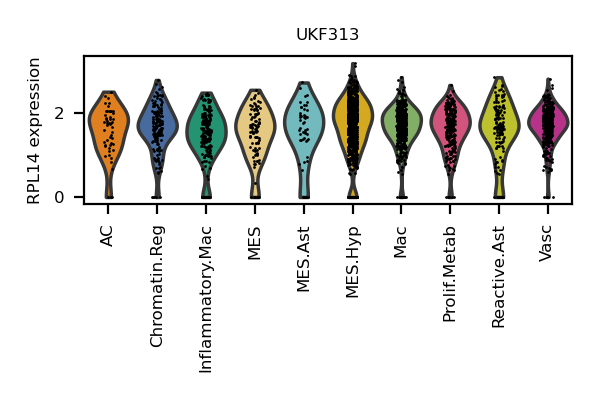 UKF313
RPL14 expression
2
0
AC
Chromatin.Reg
Inflammatory.Mac
MES
MES.Ast
MES.Hyp
Mac
Prolif.Metab
Reactive.Ast
Vasc